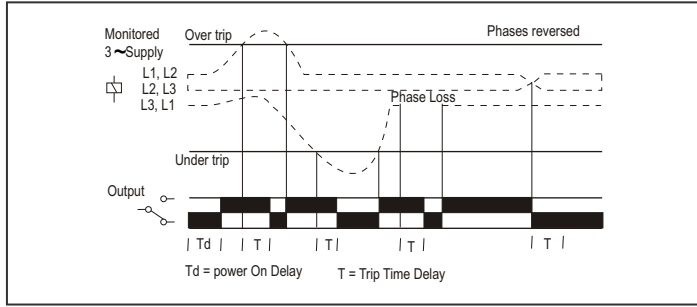 Monitored
3 ~ Supply
Over trip
Phases reversed
L1, L2
L2, L3
L3, L1
Phase Loss
Under trip
Output
Td
T
T
T
T
Td = power On Delay
T = Trip Time Delay